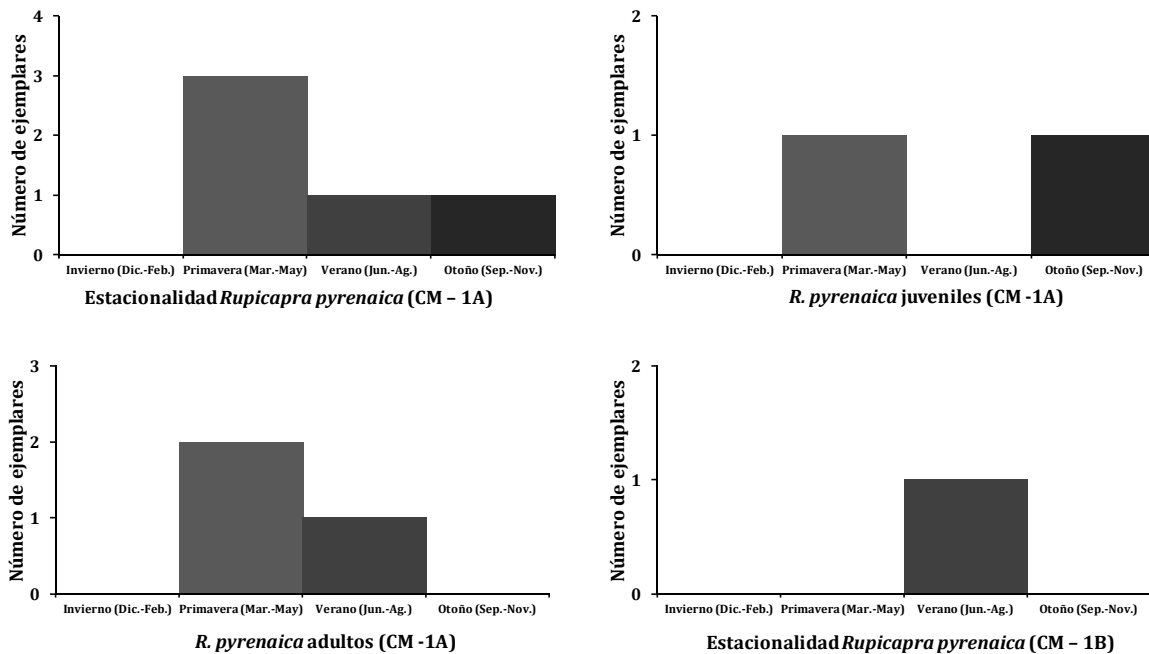 4
3
2
1
0
Número de ejemplares
Invierno (Dic.-Feb.) Primavera (Mar.-May) Verano (Jun.-Ag.) Otoño (Sep.-Nov.)
Estacionalidad Rupicapra pyrenaica (CM – 1A)
2
1
0
Número de ejemplares
Invierno (Dic.-Feb.) Primavera (Mar.-May) Verano (Jun.-Ag.) Otoño (Sep.-Nov.)
R. pyrenaica juveniles (CM -1A)
3
2
1
0
Número de ejemplares
Invierno (Dic.-Feb.) Primavera (Mar.-May) Verano (Jun.-Ag.) Otoño (Sep.-Nov.)
R. pyrenaica adultos (CM -1A)
2
1
0
Número de ejemplares
Invierno (Dic.-Feb.) Primavera (Mar.-May) Verano (Jun.-Ag.) Otoño (Sep.-Nov.)
Estacionalidad Rupicapra pyrenaica (CM – 1B)